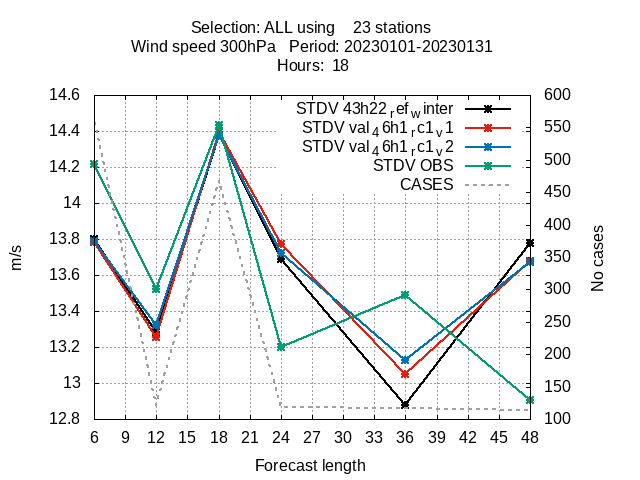 Selection: ALL using    23 stations
Wind speed 300hPa   Period: 20230101-20230131
Hours:  18
STDV 43h22refwinter
STDV val46h1rc1v1
STDV val46h1rc1v2
STDV OBS
CASES
14.6
14.4
14.2
14
13.8
13.6
13.4
13.2
13
12.8
m/s
600
550
500
450
400
350
300
250
200
150
100
No cases
6 9 12 15 18 21 24 27 30 33 36 39 42 45 48
Forecast length